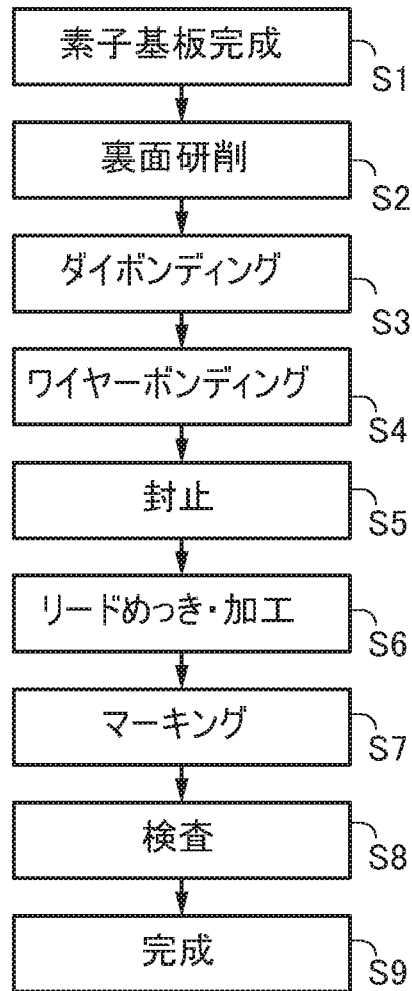 素子基板完成
S1
裏面研削
S2
ダイボンディング
S3
ワイヤーボンディング
S4
封止
S5
リードめっき・加工
S6
マーキング
S7
検査
S8
完成
S9